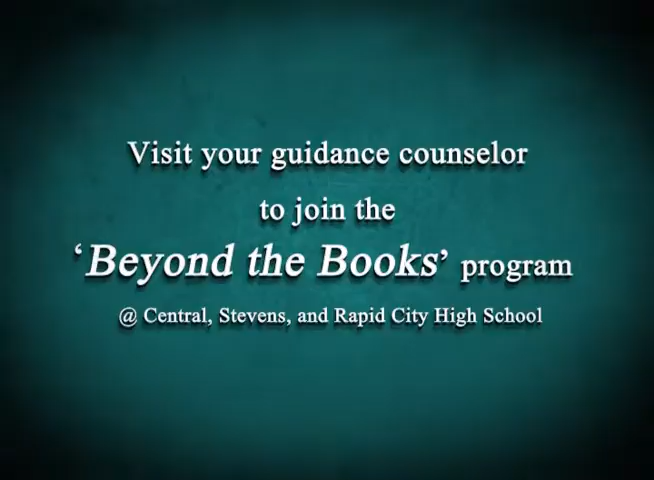 Visit your guidance counselor
to join the
‘Beyond the Books’ program
@ Central, Stevens, and Rapid City High School